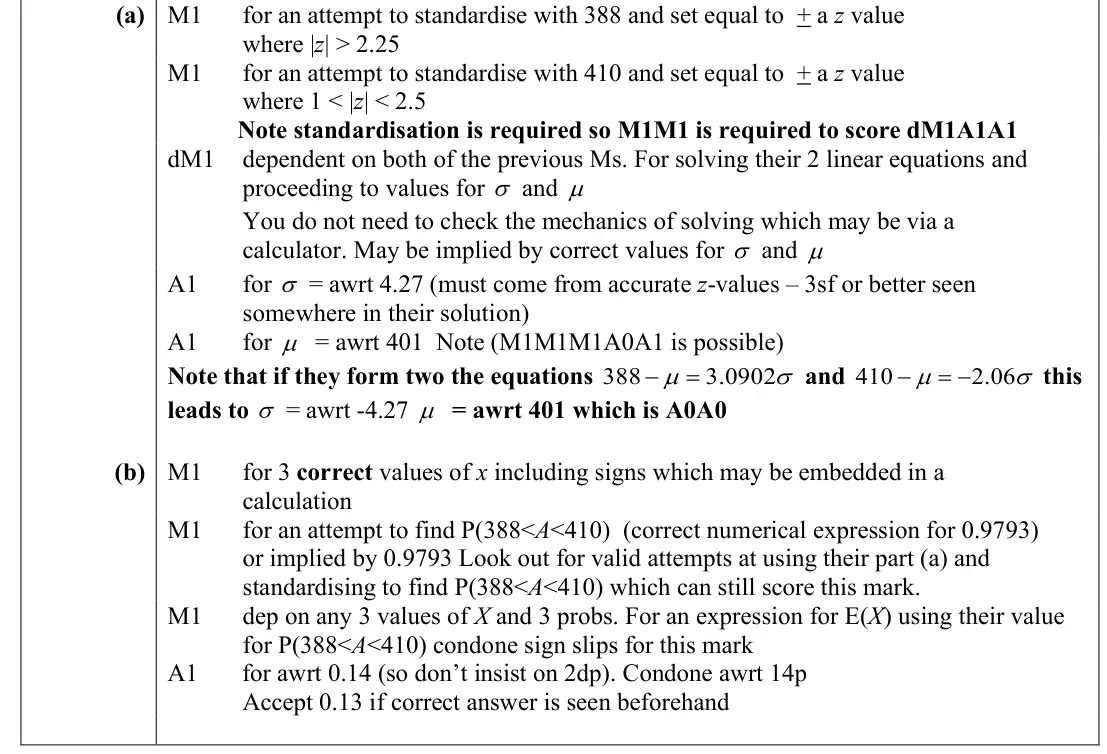 (a) M1 for an attempt to standardise with 388 and set equal to ± a z value
where |z| > 2.25
M1 for an attempt to standardise with 410 and set equal to ± a z value
where 1 < |z| < 2.5
Note standardisation is required so M1M1 is required to score dM1A1A1
dM1 dependent on both of the previous Ms. For solving their 2 linear equations and
proceeding to values for σ and μ
You do not need to check the mechanics of solving which may be via a
calculator. May be implied by correct values for σ and μ
A1 for σ = awrt 4.27 (must come from accurate z-values – 3sf or better seen
somewhere in their solution)
A1 for μ = awrt 401 Note (M1M1M1A0A1 is possible)
Note that if they form two the equations 388 − μ = 3.0902σ and 410 − μ = −2.06σ this
leads to σ = awrt -4.27 μ = awrt 401 which is A0A0
(b) M1 for 3 correct values of x including signs which may be embedded in a
calculation
M1 for an attempt to find P(388<A<410) (correct numerical expression for 0.9793)
or implied by 0.9793 Look out for valid attempts at using their part (a) and
standardising to find P(388<A<410) which can still score this mark.
M1 dep on any 3 values of X and 3 probs. For an expression for E(X) using their value
for P(388<A<410) condone sign slips for this mark
A1 for awrt 0.14 (so don’t insist on 2dp). Condone awrt 14p
Accept 0.13 if correct answer is seen beforehand